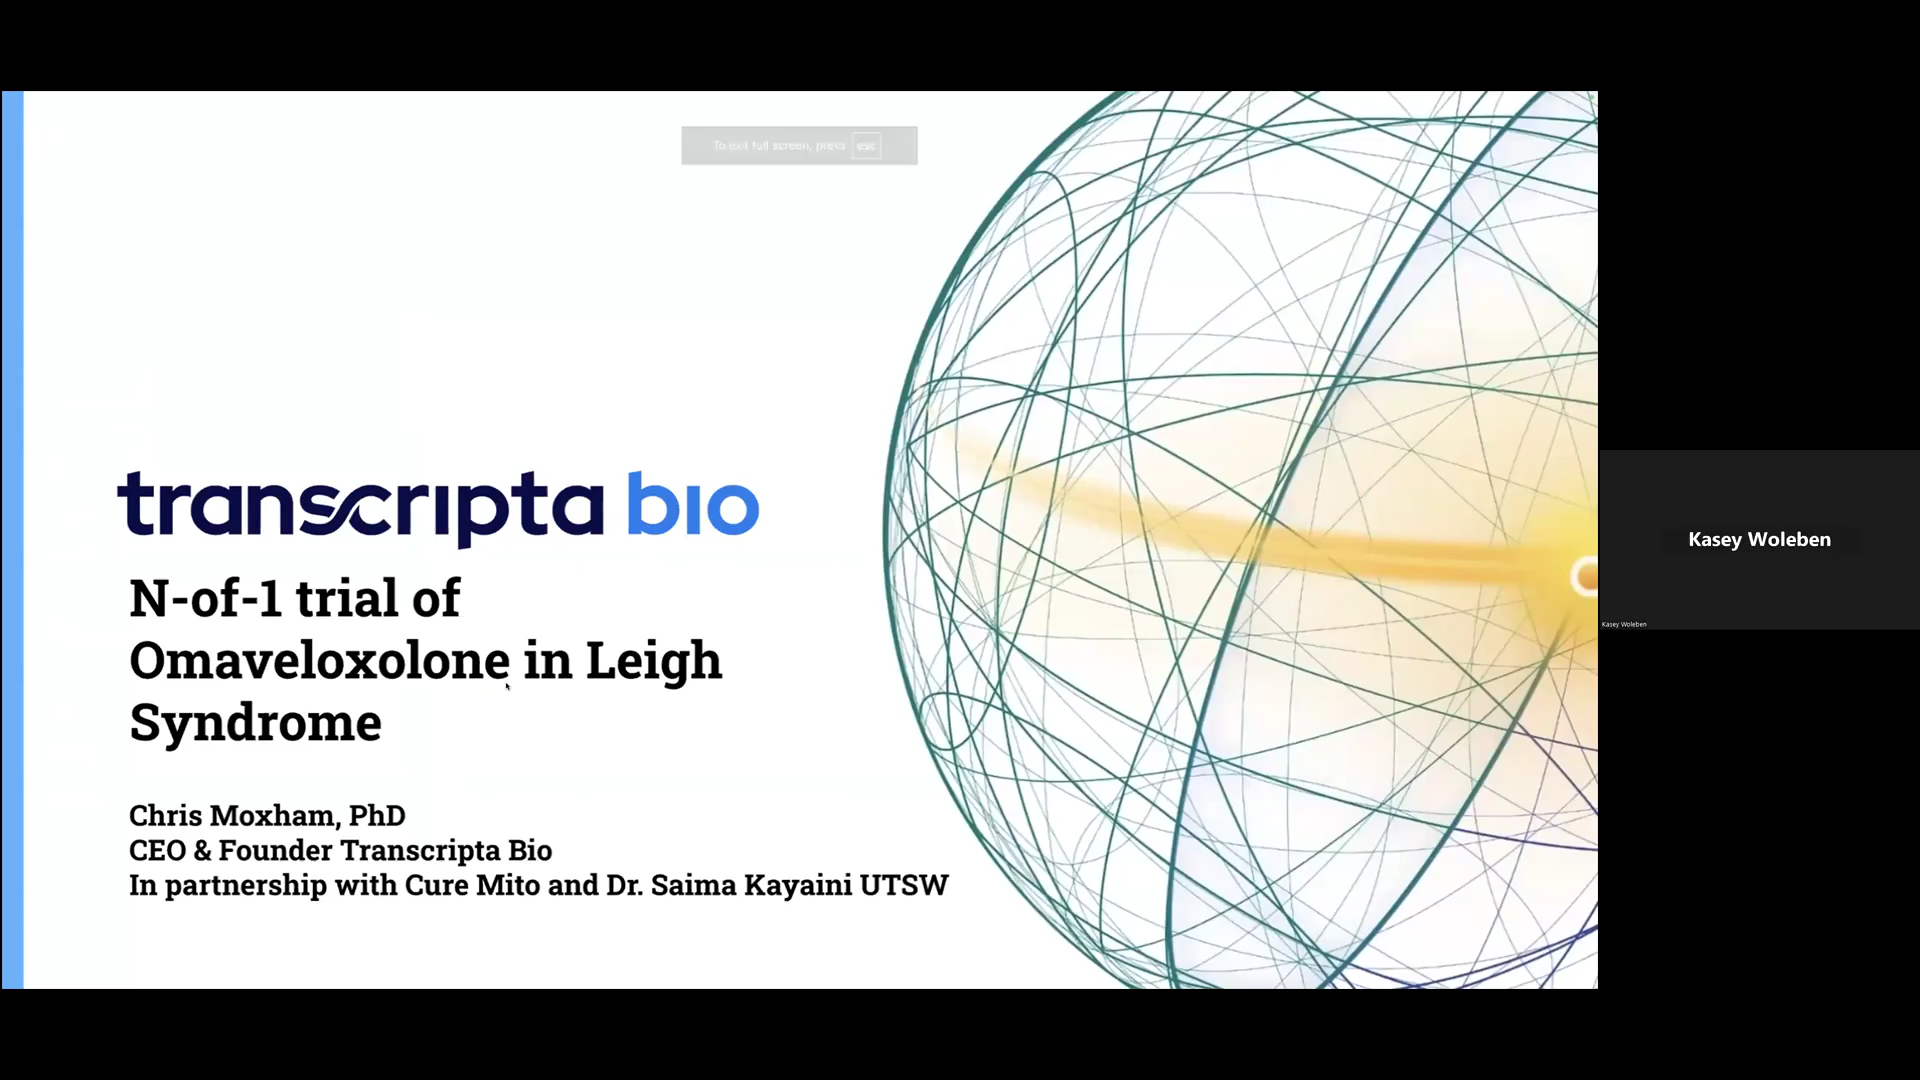 To exit full screen, press esc
transcripta bio
N-of-1 trial of
Omaveloxolone in Leigh
Syndrome
Chris Moxham, PhD
CEO & Founder Transcripta Bio
In partnership with Cure Mito and Dr. Saima Kayaini UTSW
Kasey Woleben
Kasey Woleben